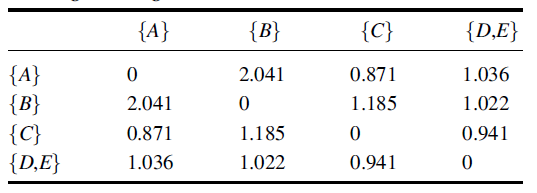 {A} {B} {C} {D,E}
{A} 0 2.041 0.871 1.036
{B} 2.041 0 1.185 1.022
{C} 0.871 1.185 0 0.941
{D,E} 1.036 1.022 0.941 0